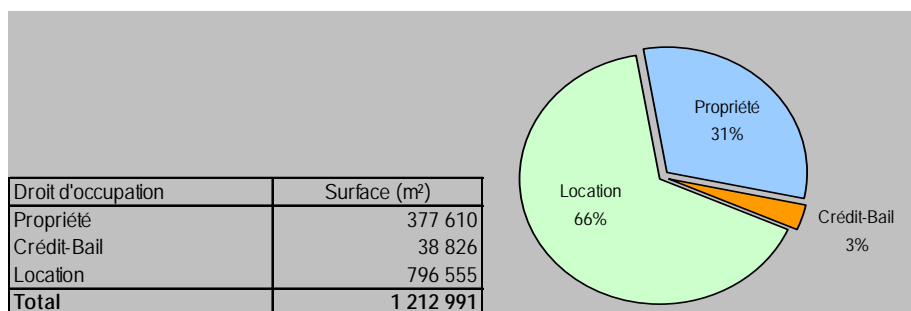 Propriété
31%
Location
66%
Crédit-Bail
3%
Droit d'occupation Surface (m²)
Propriété 377 610
Crédit-Bail 38 826
Location 796 555
Total 1 212 991